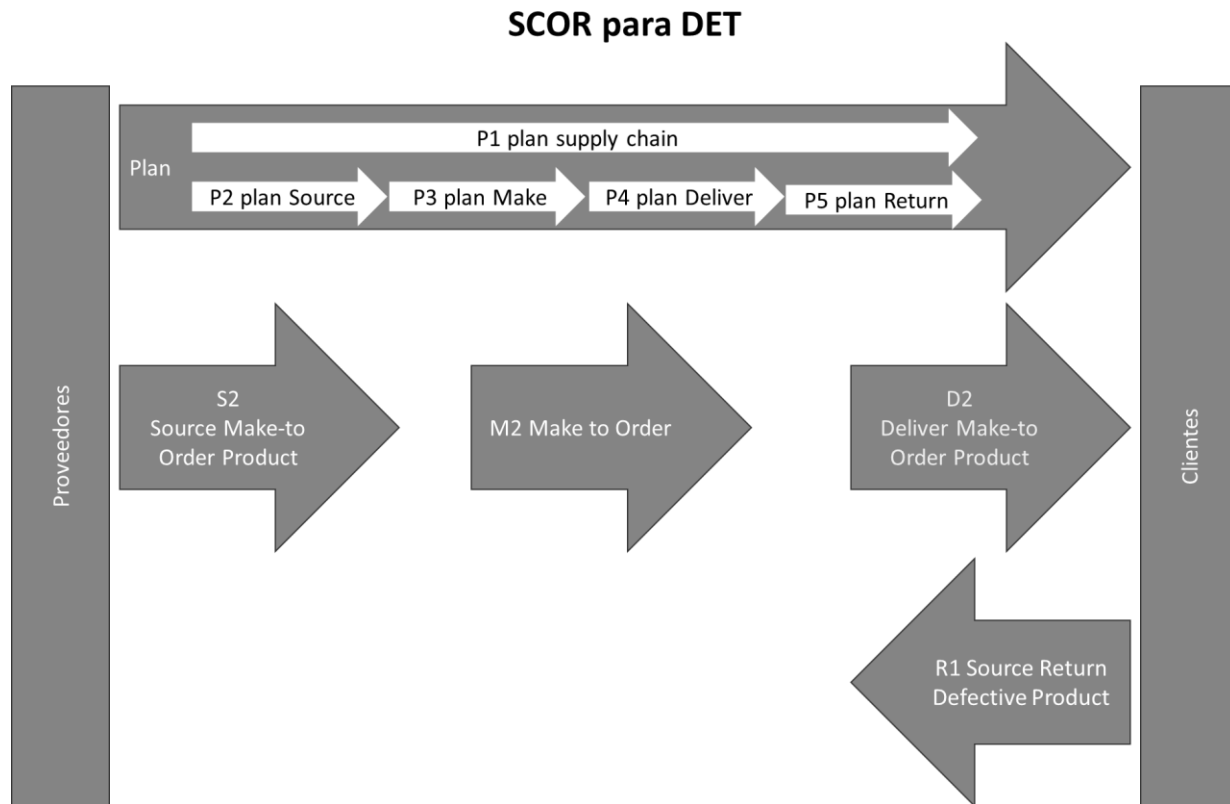 SCOR para DET
Plan
P1 plan supply chain
P2 plan Source
P3 plan Make
P4 plan Deliver
P5 plan Return
Proveedores
S2
Source Make-to
Order Product
M2 Make to Order
D2
Deliver Make-to
Order Product
Clientes
R1 Source Return
Defective Product